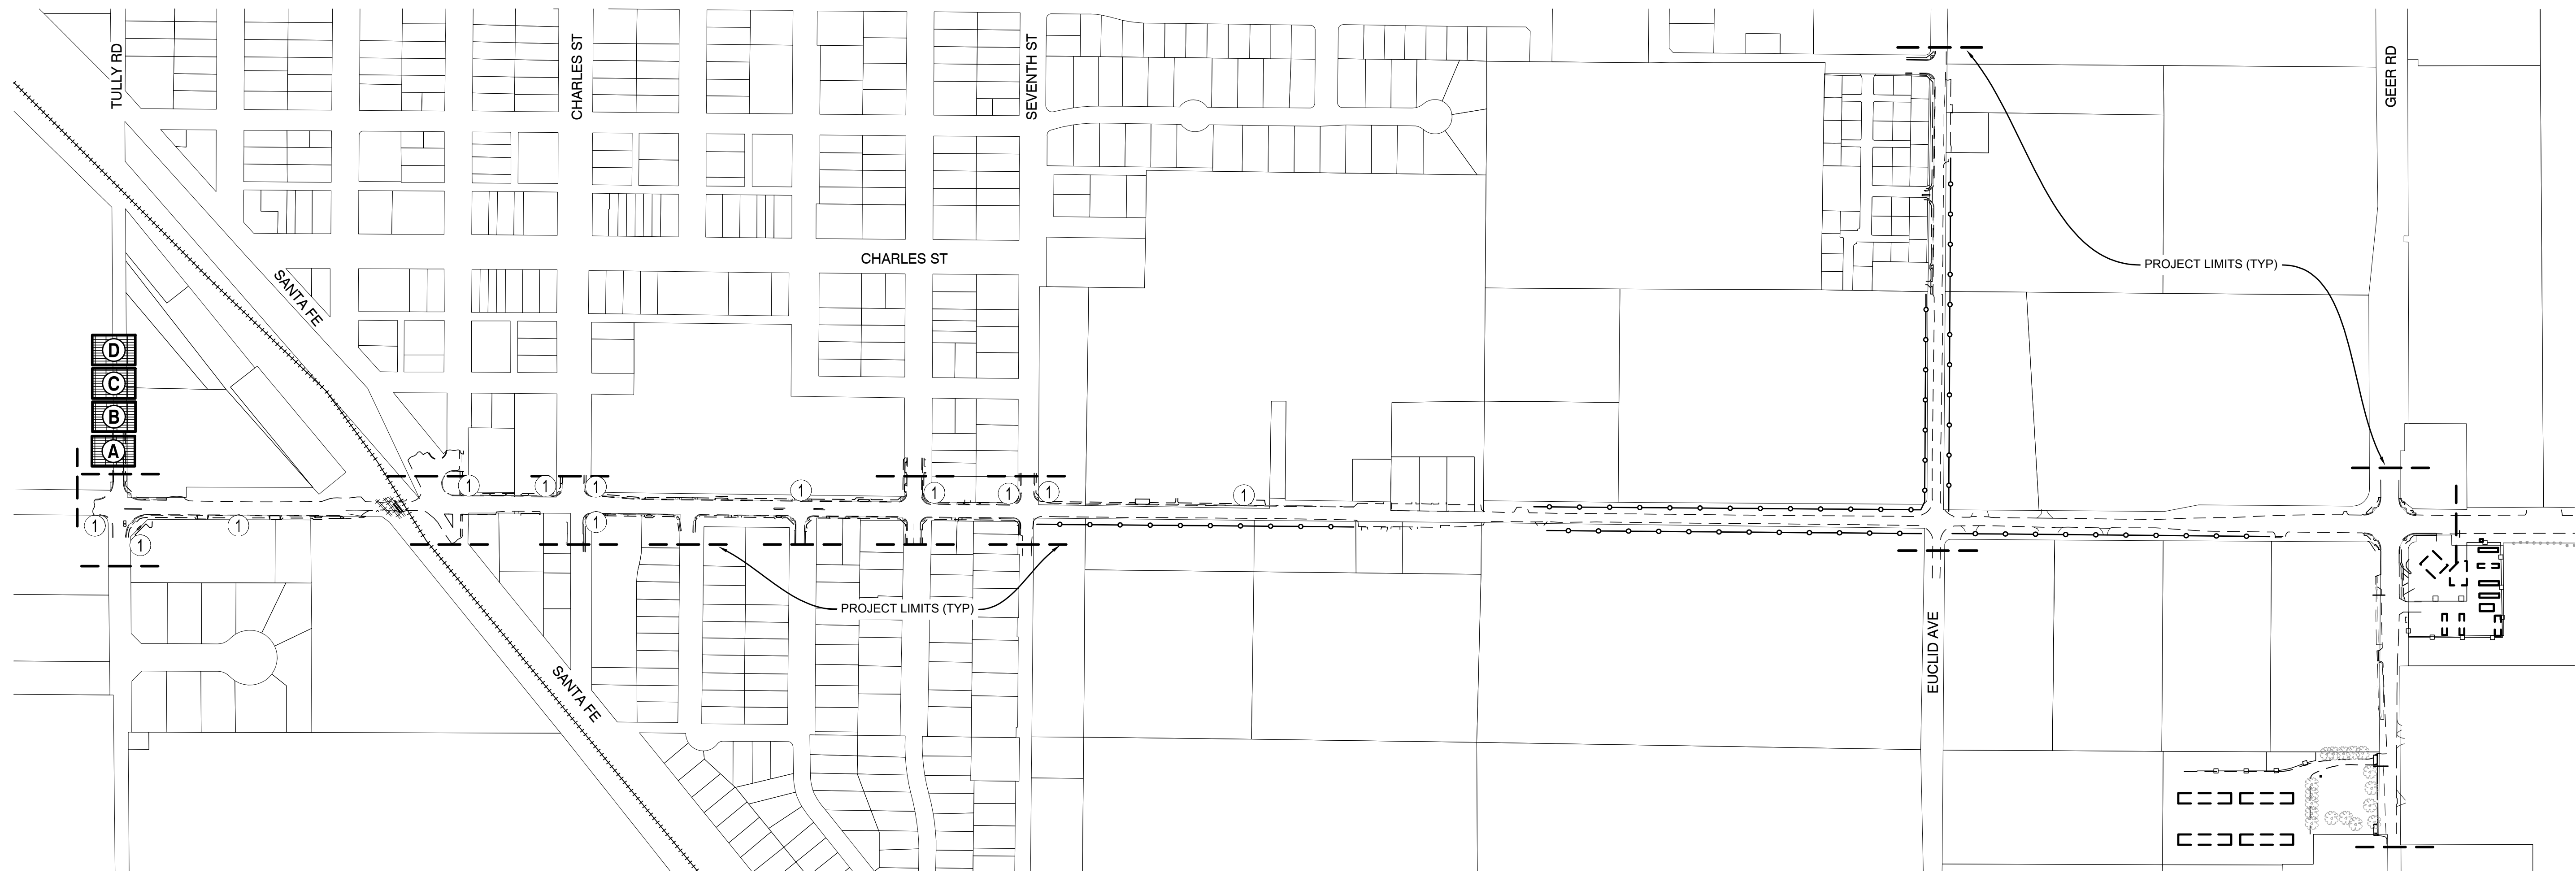 TULLY RD
CHARLES ST
SEVENTH ST
GEER RD
CHARLES ST
PROJECT LIMITS (TYP)
SANTA FE
D
C
B
A
1
1
1
1
1
1
1
1
1
1
1
1
PROJECT LIMITS (TYP)
EUCLID AVE
SANTA FE